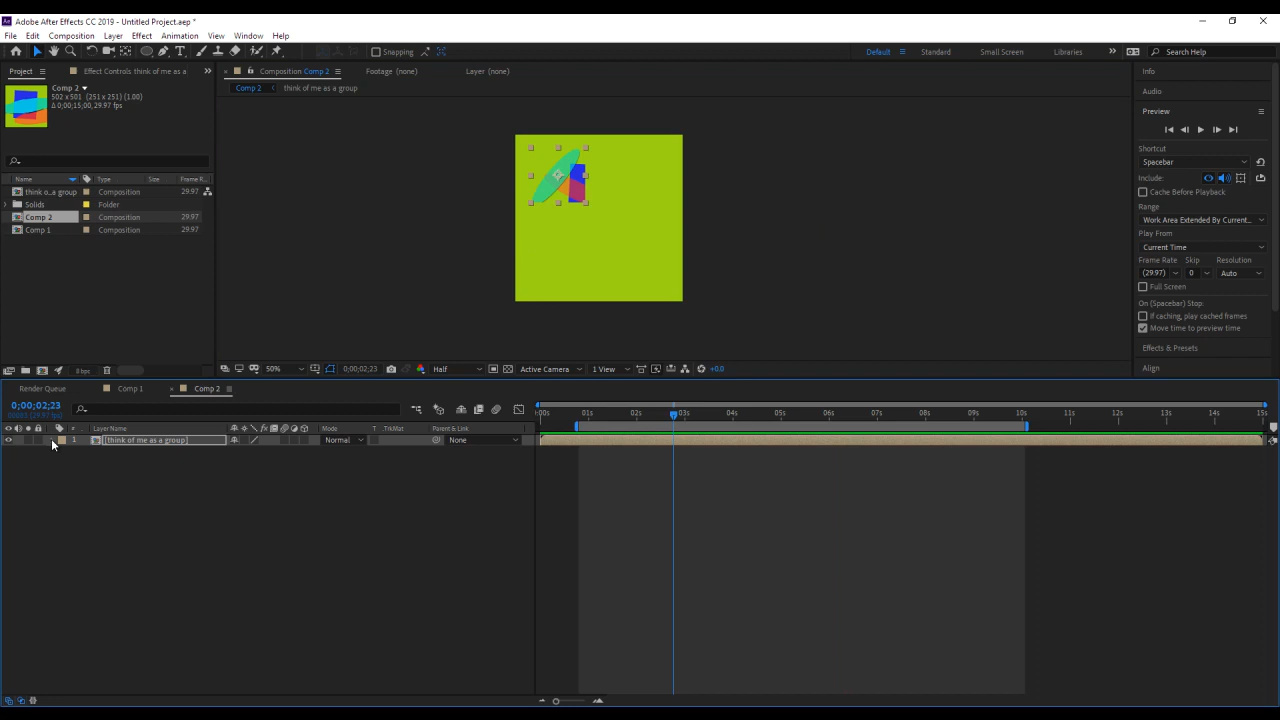 Adobe After Effects CC 2019 - Untitled Project.aep *
File Edit Composition Layer Effect Animation View Window Help
Snapping Default Standard Small Screen Libraries Search Help
Project Effect Controls think of me as a
Composition Comp 2 Footage (none) Layer (none)
Comp 2 think of me as a group
Comp 2
502 x 501 (251 x 251) (1.00)
Δ 0;00;15;00, 29.97 fps
Name Type Size Frame R...
think o...a group Composition 29.97
Solids Folder
Comp 2 Composition 29.97
Comp 1 Composition 29.97
8 bpc
50% 0;00;02;23 Half Active Camera 1 View +0.0
Info
Audio
Preview
Shortcut
Spacebar
Include:
Cache Before Playback
Range
Work Area Extended By Current...
Play From
Current Time
Frame Rate Skip Resolution
(29.97) 0 Auto
Full Screen
On (Spacebar) Stop:
If caching, play cached frames
Move time to preview time
Effects & Presets
Align
Render Queue Comp 1 Comp 2
0;00;02;23
# Layer Name Mode T .TrkMat Parent & Link
1 [think of me as a group] Normal None
:00s 01s 02s 03s 04s 05s 06s 07s 08s 09s 10s 11s 12s 13s 14s 15s